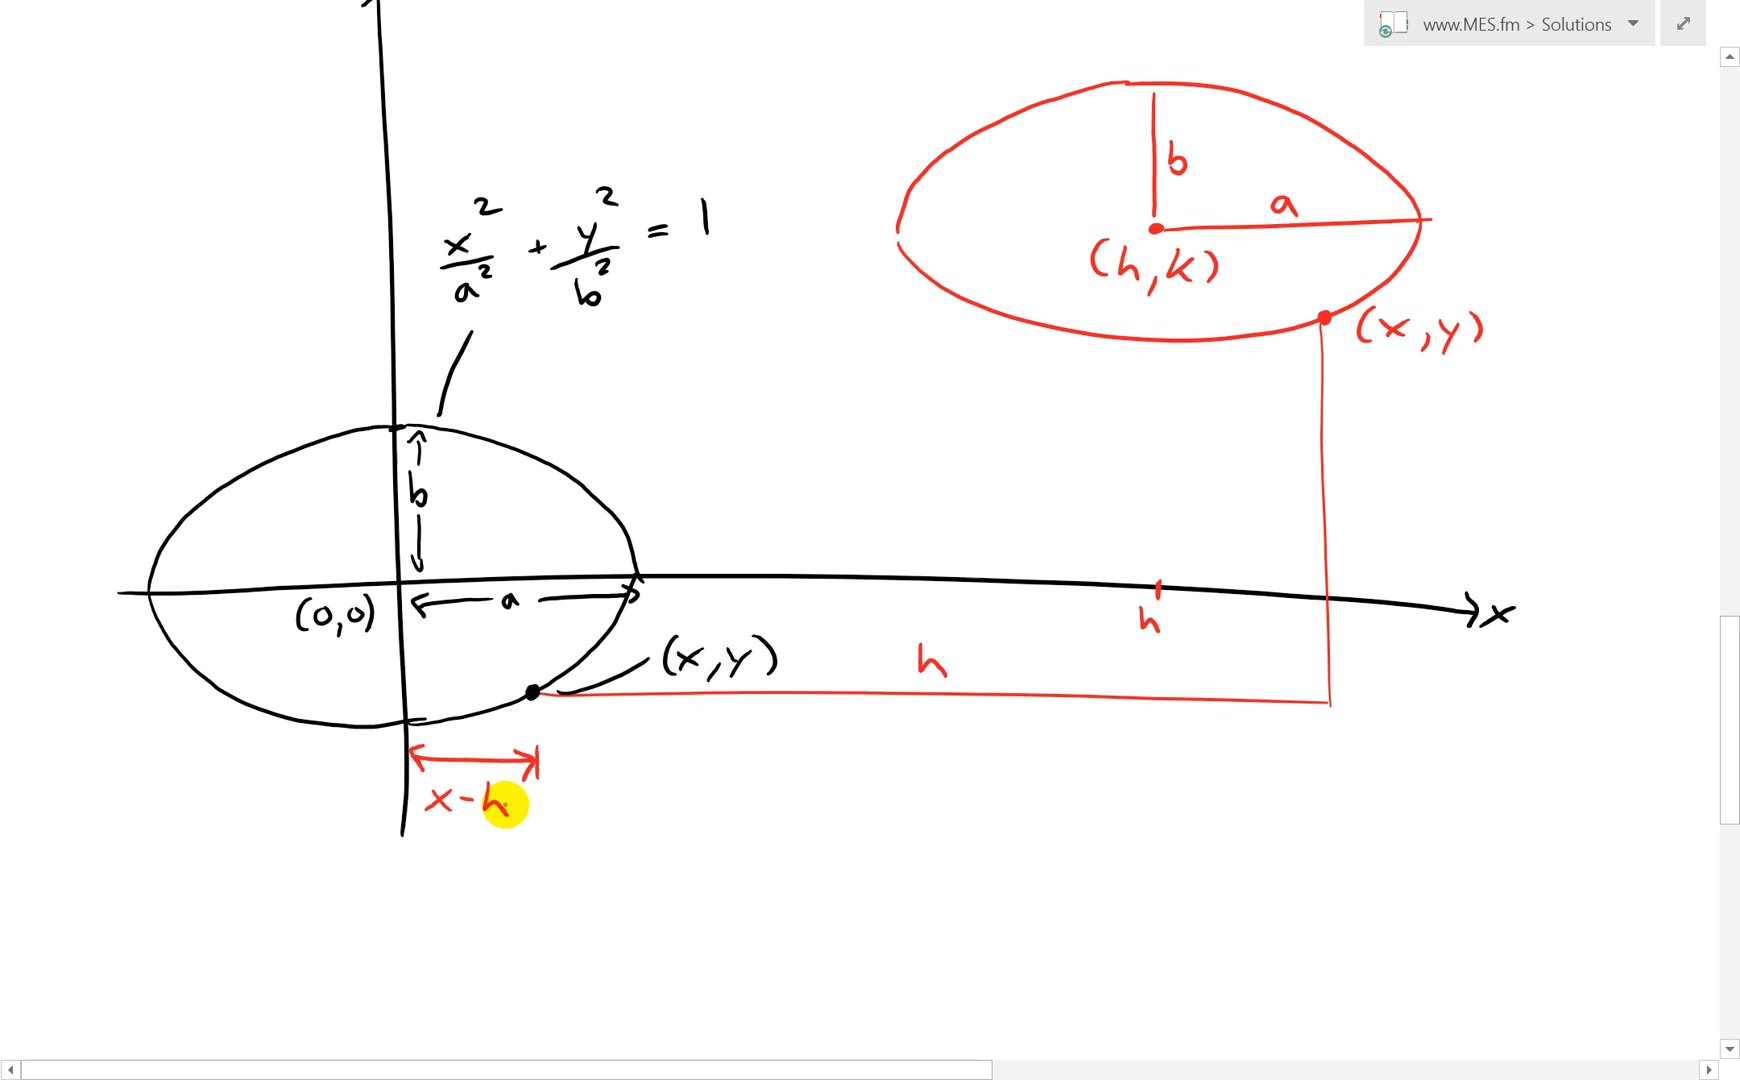 www.MES.fm > Solutions
b
a
(h,k)
(x,y)
x²/a² + y²/b² = 1
b
(0,0)
a
h
x
(x,y)
h
x-h